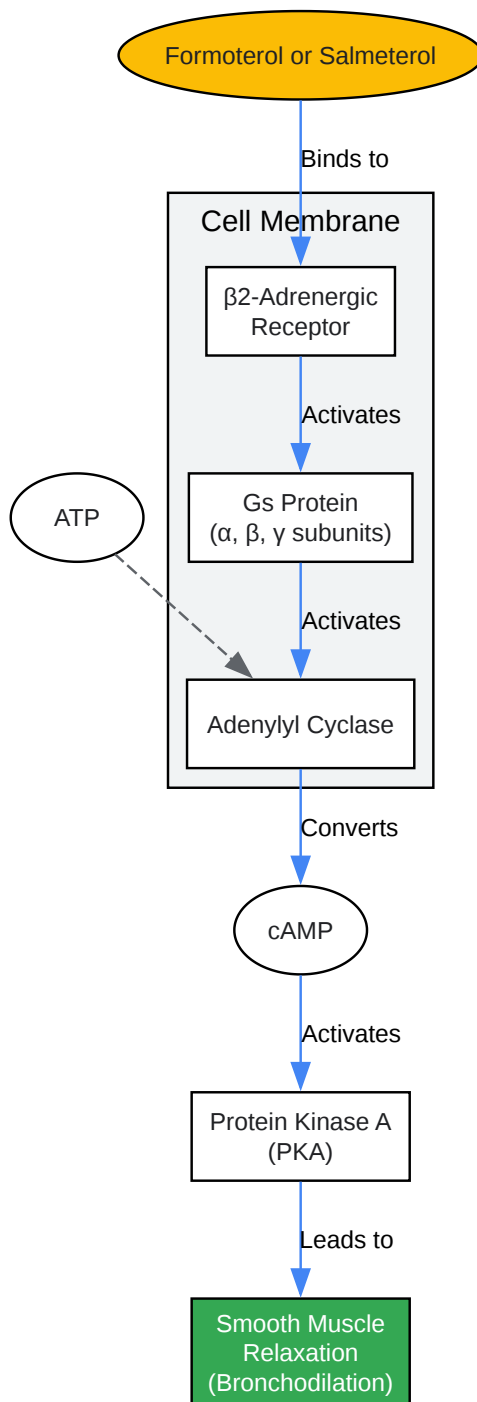 Formoterol or Salmeterol
Binds to
Cell Membrane
β2-Adrenergic
Receptor
Activates
Gs Protein
(α, β, γ subunits)
ATP
Activates
Adenylyl Cyclase
Converts
cAMP
Activates
Protein Kinase A
(PKA)
Leads to
Smooth Muscle
Relaxation
(Bronchodilation)